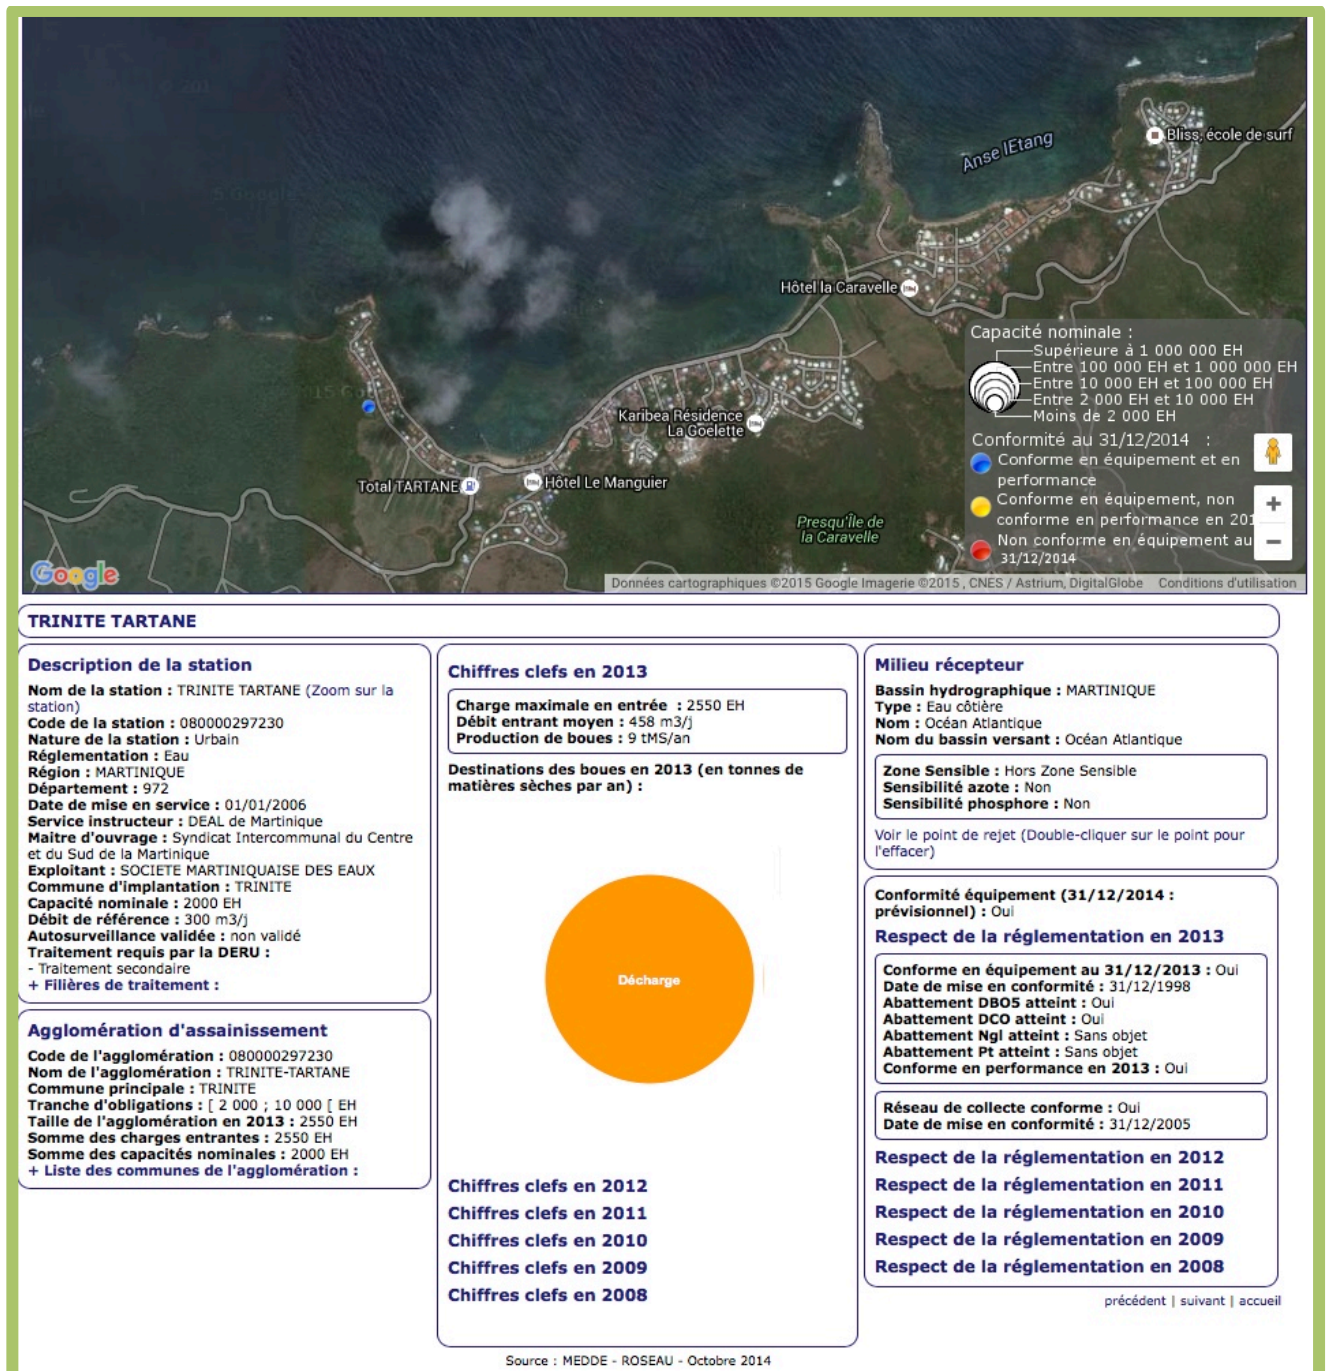 Anse lEtang
Bliss, école de surf
Hôtel la Caravelle
Karibea Résidence
La Goelette
Total TARTANE
Hôtel Le Manguier
Presqu'île de
la Caravelle
Capacité nominale :
Supérieure à 1 000 000 EH
Entre 100 000 EH et 1 000 000 EH
Entre 10 000 EH et 100 000 EH
Entre 2 000 EH et 10 000 EH
Moins de 2 000 EH
Conformité au 31/12/2014 :
Conforme en équipement et en
performance
Conforme en équipement, non
conforme en performance en 201
Non conforme en équipement au
31/12/2014
Google
Données cartographiques ©2015 Google Imagerie ©2015 , CNES / Astrium, DigitalGlobe Conditions d'utilisation
TRINITE TARTANE
Description de la station
Nom de la station : TRINITE TARTANE (Zoom sur la
station)
Code de la station : 080000297230
Nature de la station : Urbain
Réglementation : Eau
Région : MARTINIQUE
Département : 972
Date de mise en service : 01/01/2006
Service instructeur : DEAL de Martinique
Maitre d'ouvrage : Syndicat Intercommunal du Centre
et du Sud de la Martinique
Exploitant : SOCIETE MARTINIQUAISE DES EAUX
Commune d'implantation : TRINITE
Capacité nominale : 2000 EH
Débit de référence : 300 m3/j
Autosurveillance validée : non validé
Traitement requis par la DERU :
- Traitement secondaire
+ Filières de traitement :
Agglomération d'assainissement
Code de l'agglomération : 080000297230
Nom de l'agglomération : TRINITE-TARTANE
Commune principale : TRINITE
Tranche d'obligations : [ 2 000 ; 10 000 [ EH
Taille de l'agglomération en 2013 : 2550 EH
Somme des charges entrantes : 2550 EH
Somme des capacités nominales : 2000 EH
+ Liste des communes de l'agglomération :
Chiffres clefs en 2013
Charge maximale en entrée : 2550 EH
Débit entrant moyen : 458 m3/j
Production de boues : 9 tMS/an
Destinations des boues en 2013 (en tonnes de
matières sèches par an) :
Décharge
Chiffres clefs en 2012
Chiffres clefs en 2011
Chiffres clefs en 2010
Chiffres clefs en 2009
Chiffres clefs en 2008
Milieu récepteur
Bassin hydrographique : MARTINIQUE
Type : Eau côtière
Nom : Océan Atlantique
Nom du bassin versant : Océan Atlantique
Zone Sensible : Hors Zone Sensible
Sensibilité azote : Non
Sensibilité phosphore : Non
Voir le point de rejet (Double-cliquer sur le point pour
l'effacer)
Conformité équipement (31/12/2014 :
prévisionnel) : Oui
Respect de la réglementation en 2013
Conforme en équipement au 31/12/2013 : Oui
Date de mise en conformité : 31/12/1998
Abattement DBO5 atteint : Oui
Abattement DCO atteint : Oui
Abattement Ngl atteint : Sans objet
Abattement Pt atteint : Sans objet
Conforme en performance en 2013 : Oui
Réseau de collecte conforme : Oui
Date de mise en conformité : 31/12/2005
Respect de la réglementation en 2012
Respect de la réglementation en 2011
Respect de la réglementation en 2010
Respect de la réglementation en 2009
Respect de la réglementation en 2008
précédent | suivant | accueil
Source : MEDDE - ROSEAU - Octobre 2014